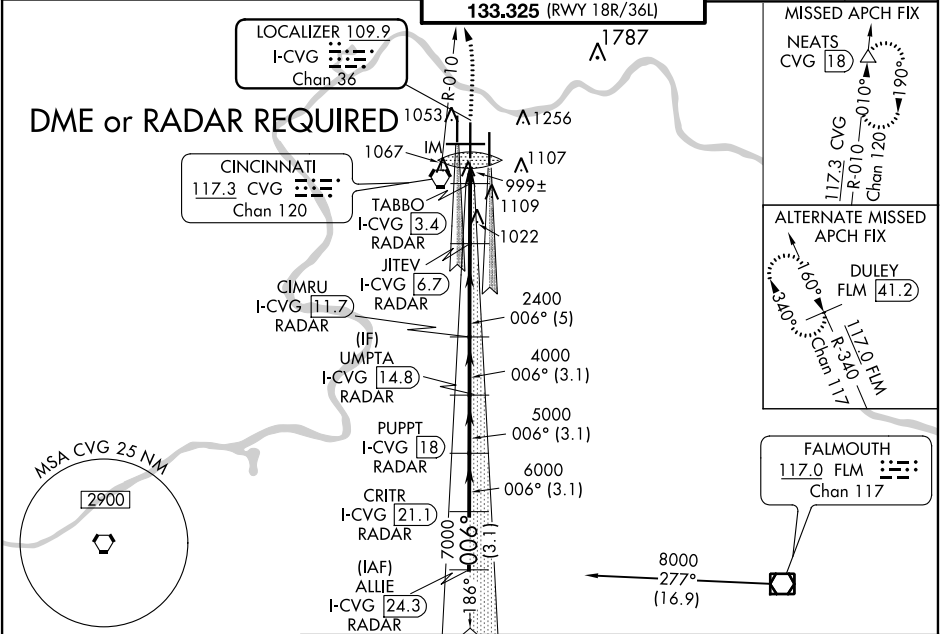 133.325 (RWY 18R/36L)
LOCALIZER 109.9
I-CVG
Chan 36
R-010
1787
MISSED APCH FIX
NEATS
CVG 18
010°
190°
117.3 CVG
R-010
Chan 120
DME or RADAR REQUIRED
1053
1256
IM
1067
1107
CINCINNATI
117.3 CVG
Chan 120
999±
1109
TABBO
I-CVG 3.4
RADAR
1022
ALTERNATE MISSED
APCH FIX
DULEY
FLM 41.2
160°
340°
117.0 FLM
R-340
Chan 117
JITEV
I-CVG 6.7
RADAR
CIMRU
I-CVG 11.7
RADAR
2400
006° (5)
(IF)
UMPTA
I-CVG 14.8
RADAR
4000
006° (3.1)
PUPPT
I-CVG 18
RADAR
5000
006° (3.1)
FALMOUTH
117.0 FLM
Chan 117
MSA CVG 25 NM
2900
6000
006° (3.1)
CRITR
I-CVG 21.1
RADAR
7000
006°
(3.1)
(IAF)
ALLIE
I-CVG 24.3
RADAR
186°
8000
277°
(16.9)